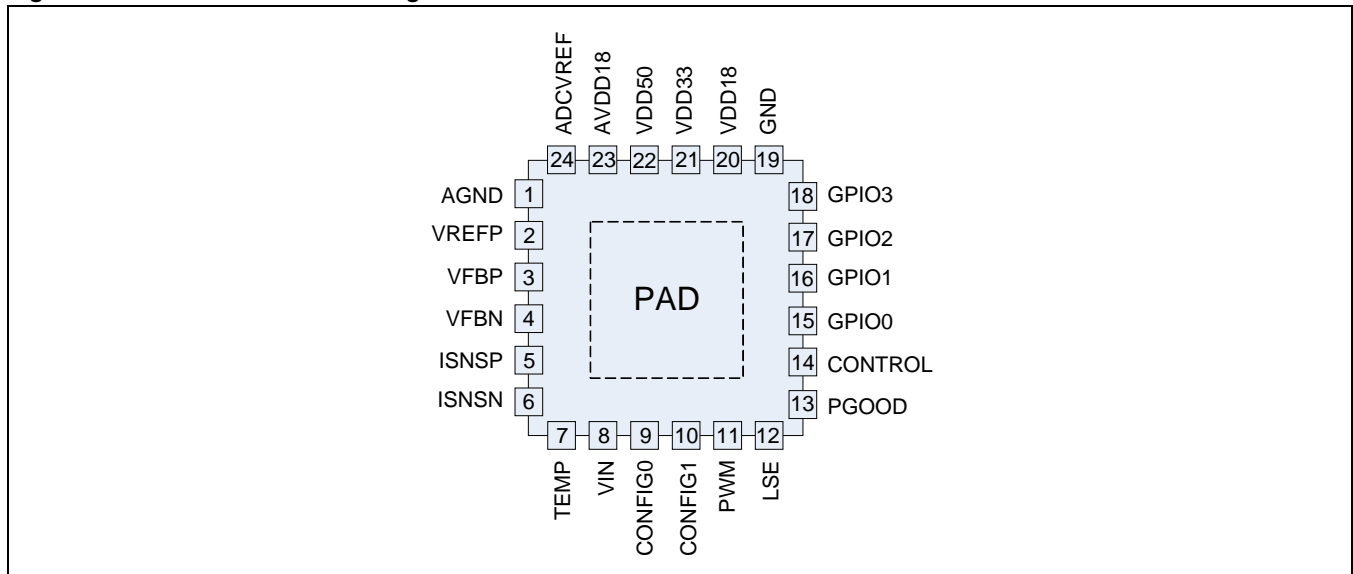 ADCVREF
AVDD18
VDD50
VDD33
VDD18
GND
24 23 22 21 20 19
AGND 1
VREFP 2
VFBP 3
VFBN 4
ISNSP 5
ISNSN 6
PAD
18 GPIO3
17 GPIO2
16 GPIO1
15 GPIO0
14 CONTROL
13 PGOOD
7 8 9 10 11 12
TEMP
VIN
CONFIG0
CONFIG1
PWM
LSE